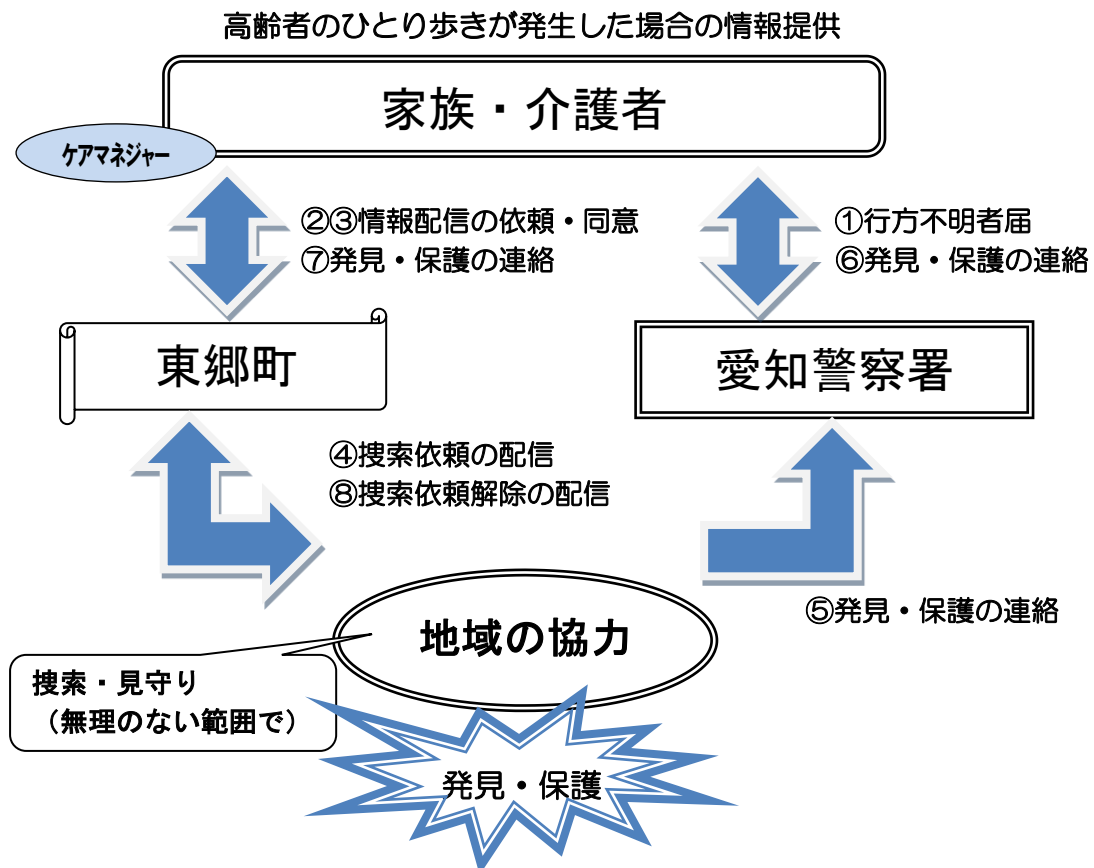 高齢者のひとり歩きが発生した場合の情報提供
家族・介護者
ケアマネジャー
②③情報配信の依頼・同意
⑦発見・保護の連絡
①行方不明者届
⑥発見・保護の連絡
東郷町
愛知警察署
④捜索依頼の配信
⑧捜索依頼解除の配信
⑤発見・保護の連絡
地域の協力
捜索・見守り
（無理のない範囲で）
発見・保護